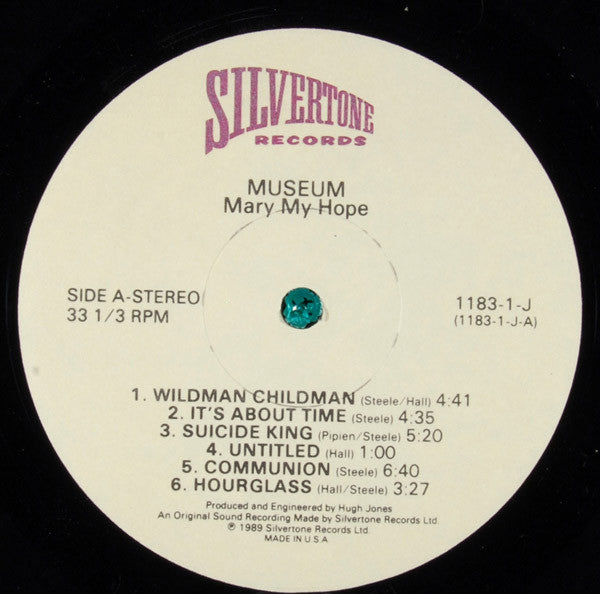 SILVERTONE
RECORDS
MUSEUM
Mary My Hope
SIDE A-STEREO
33 1/3 RPM
1183-1-J
(1183-1-J-A)
1. WILDMAN CHILDMAN (Steele/Hall) 4:41
2. IT'S ABOUT TIME (Steele) 4:35
3. SUICIDE KING (Pipien/Steele) 5:20
4. UNTITLED (Hall) 1:00
5. COMMUNION (Steele) 6:40
6. HOURGLASS (Hall/Steele) 3:27
Produced and Engineered by Hugh Jones
An Original Sound Recording Made by Silvertone Records Ltd.
℗ 1989 Silvertone Records Ltd.
MADE IN U.S.A